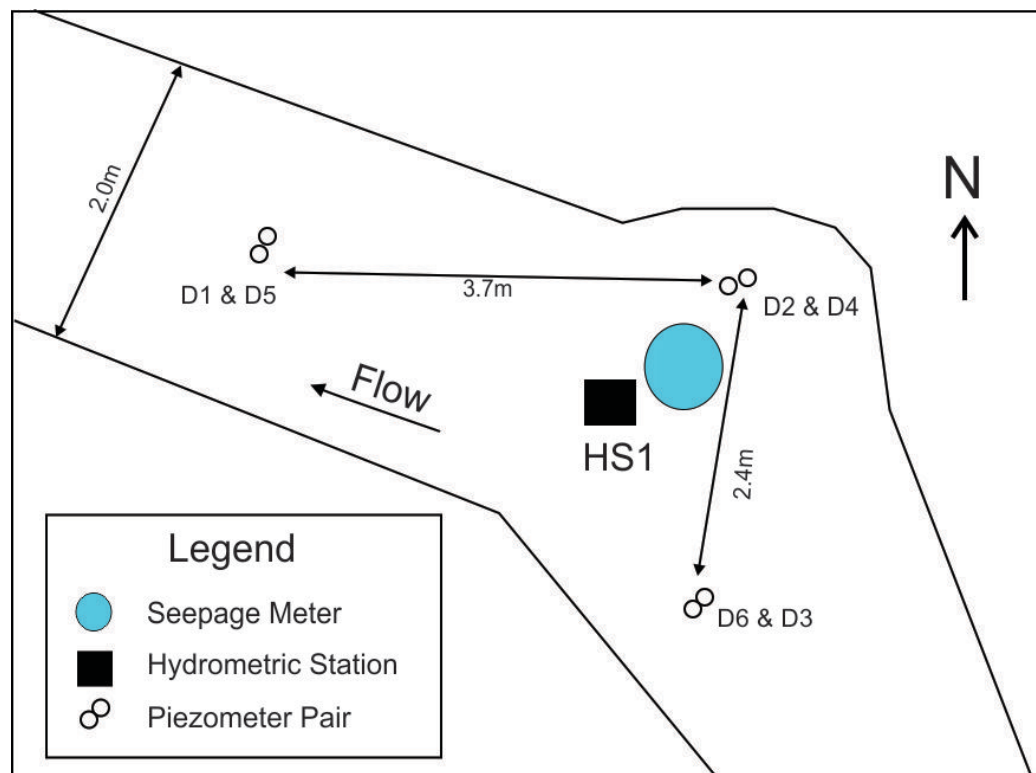 2.0m
N
D1 & D5
3.7m
D2 & D4
Flow
HS1
2.4m
D6 & D3
Legend
Seepage Meter
Hydrometric Station
Piezometer Pair